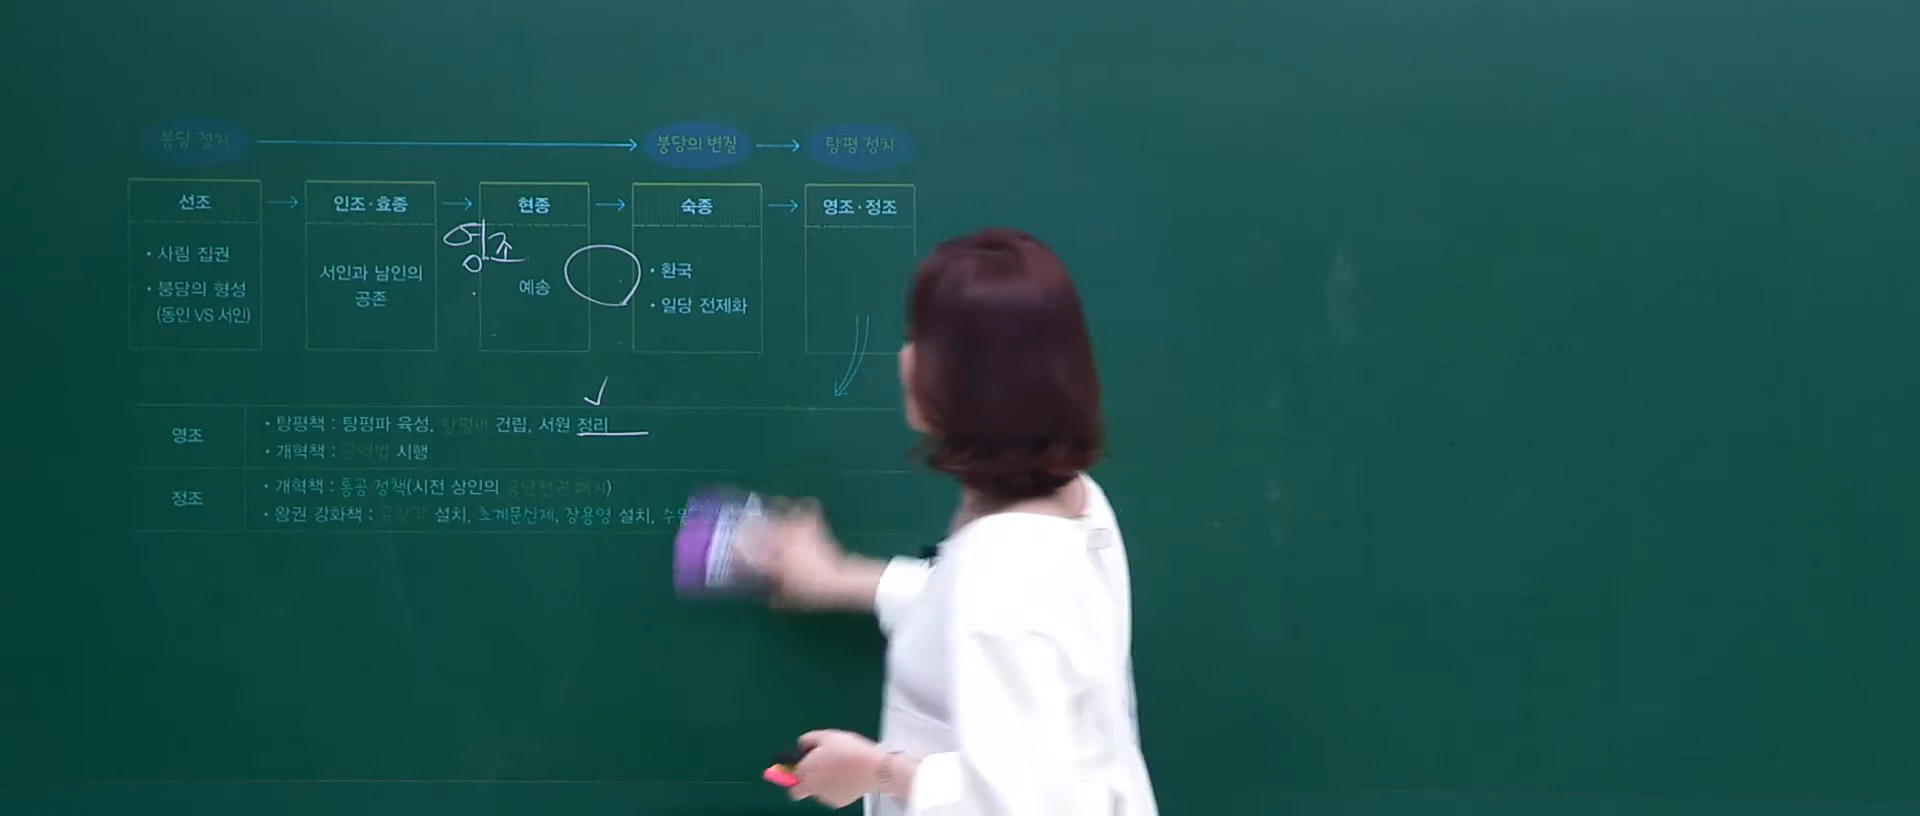 붕당 정치
붕당의 변질
탕평 정치
선조
인조·효종
현종
숙종
영조·정조
• 사림 집권
• 붕당의 형성
(동인 VS 서인)
서인과 남인의
공존
영조
예송
• 환국
• 일당 전제화
영조
• 탕평책 : 탕평파 육성, 탕평비 건립, 서원 정리
• 개혁책 : 균역법 시행
정조
• 개혁책 : 통공 정책(시전 상인의 금난전권 폐지)
• 왕권 강화책 : 규장각 설치, 초계문신제, 장용영 설치,